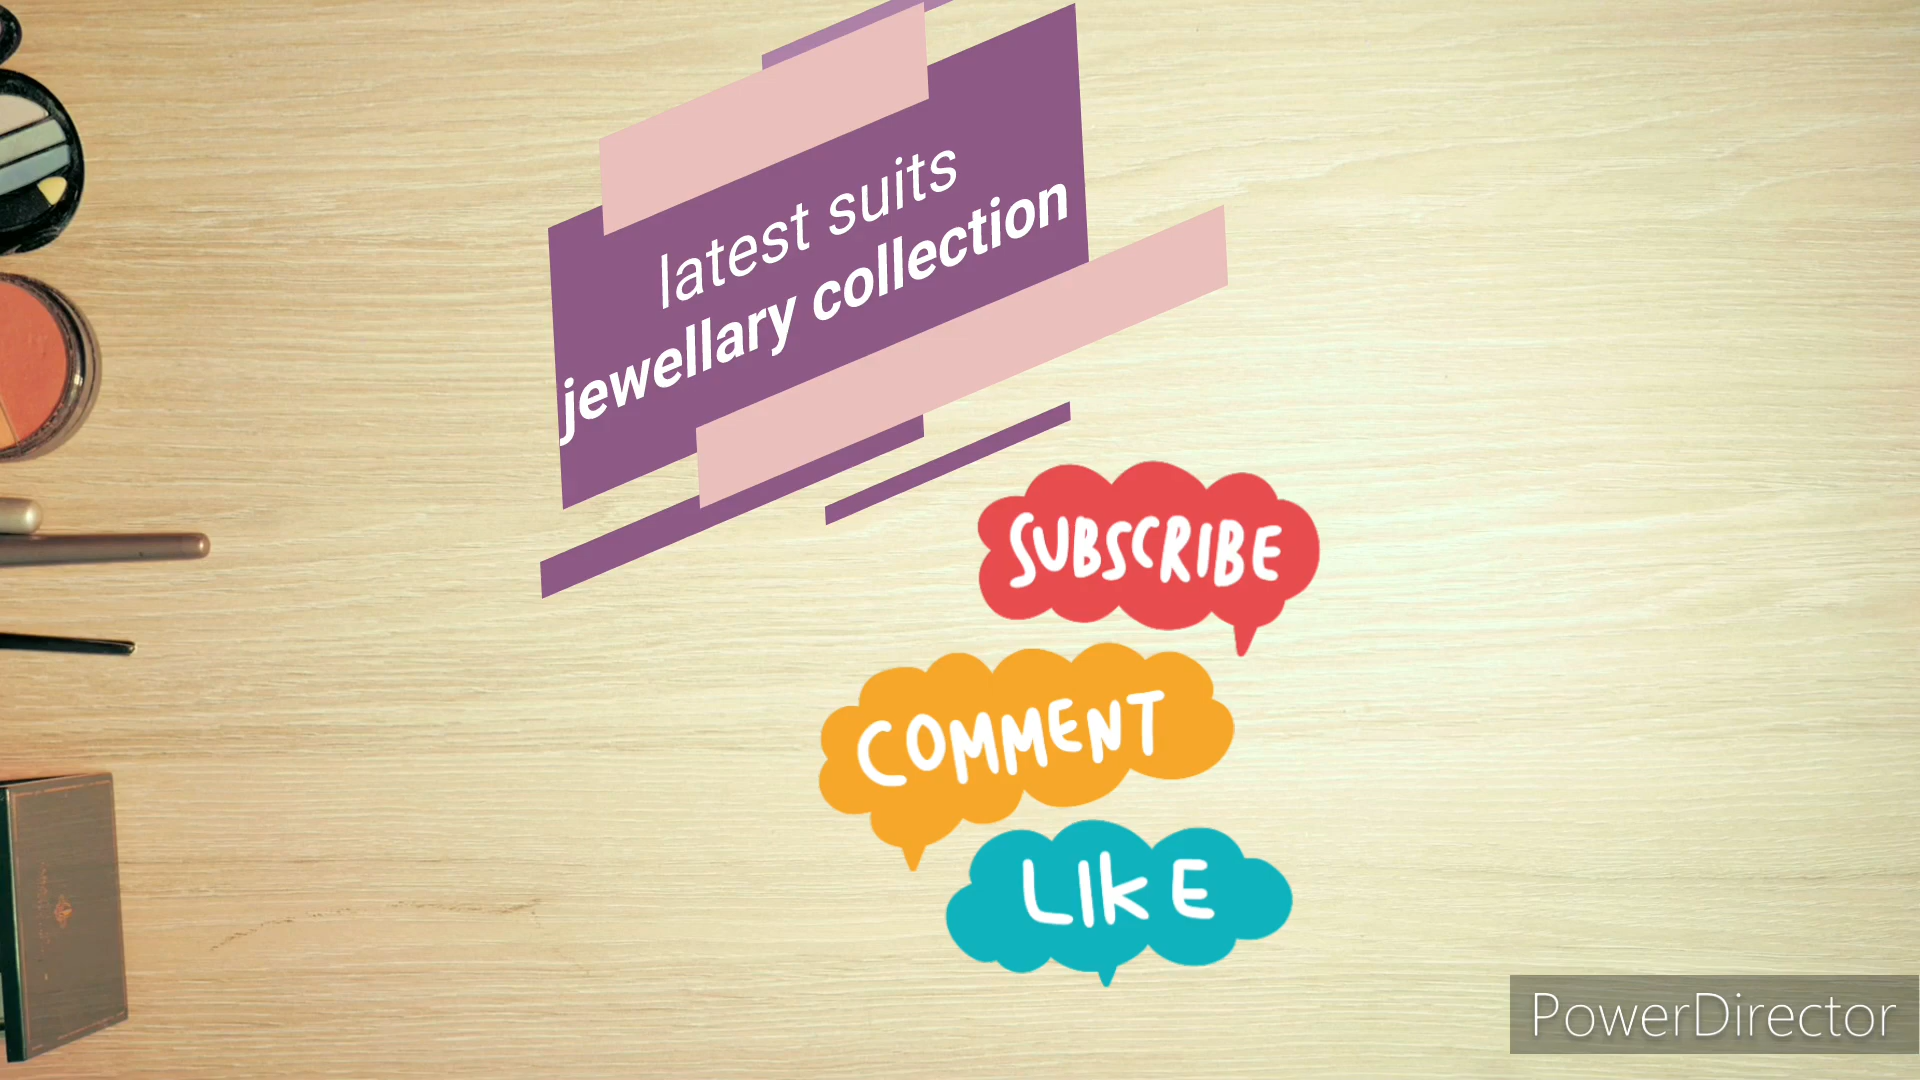 latest suits
jewellary collection
SUBSCRIBE
COMMENT
LIKE
PowerDirector